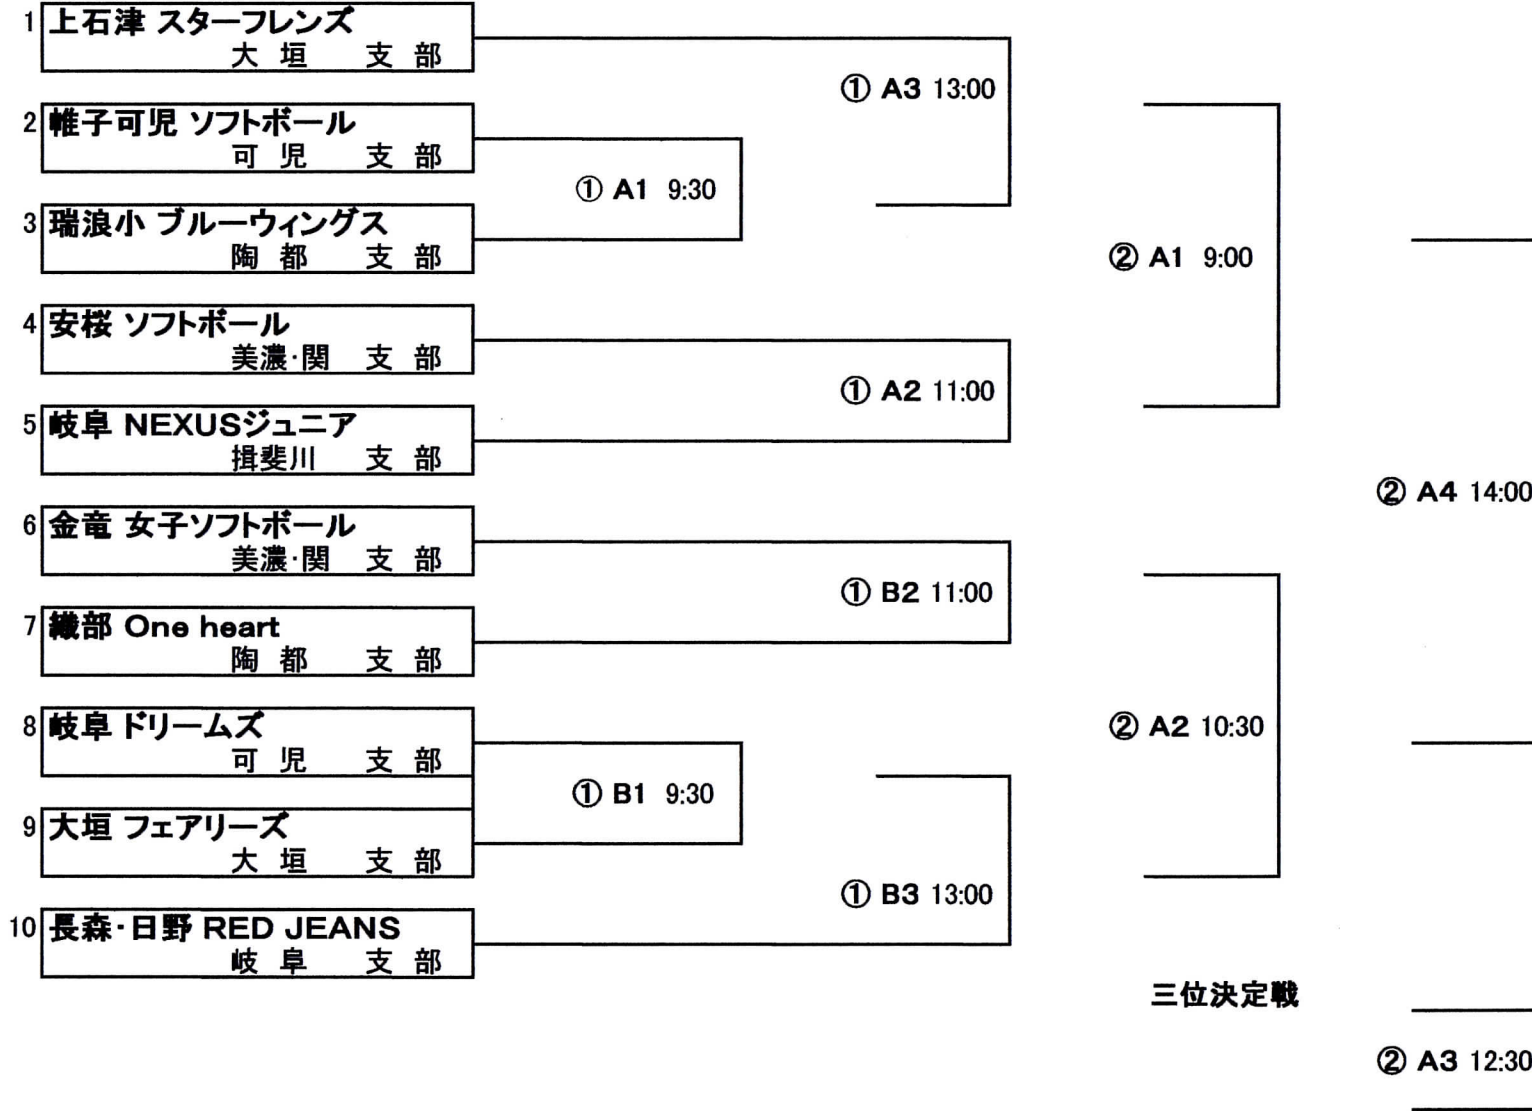 1 上石津 スターフレンズ
大 垣 支 部
① A3 13:00
2 帷子可児 ソフトボール
可 児 支 部
① A1 9:30
3 瑞浪小 ブルーウィングス
陶 都 支 部
② A1 9:00
4 安桜 ソフトボール
美濃・関 支 部
① A2 11:00
5 岐阜 NEXUSジュニア
揖斐川 支 部
② A4 14:00
6 金竜 女子ソフトボール
美濃・関 支 部
① B2 11:00
7 織部 One heart
陶 都 支 部
8 岐阜 ドリームズ
可 児 支 部
② A2 10:30
① B1 9:30
9 大垣 フェアリーズ
大 垣 支 部
① B3 13:00
10 長森・日野 RED JEANS
岐 阜 支 部
三位決定戦
② A3 12:30